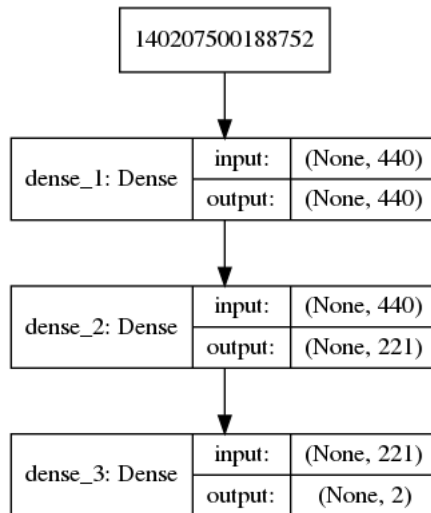 140207500188752
dense_1: Dense
input:
(None, 440)
output:
(None, 440)
dense_2: Dense
input:
(None, 440)
output:
(None, 221)
dense_3: Dense
input:
(None, 221)
output:
(None, 2)